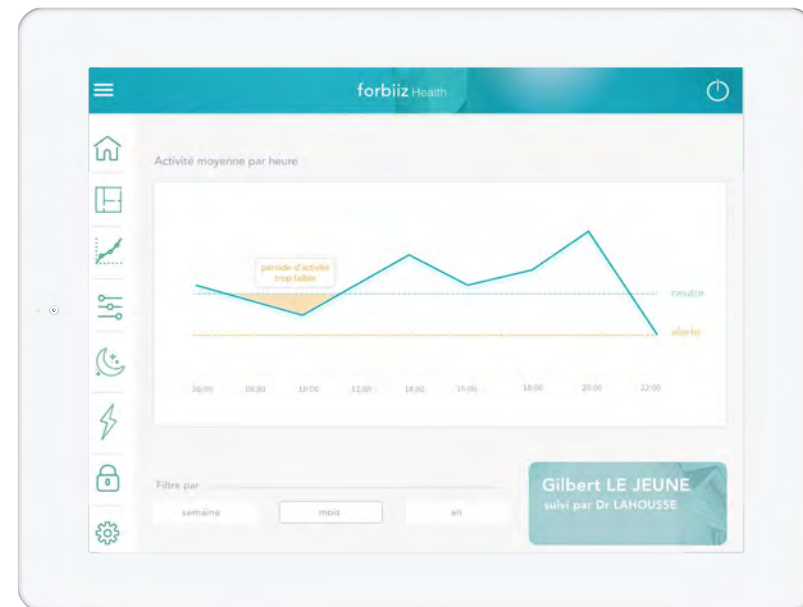 forbiiz Health
Activité moyenne par heure
période d'activité
trop faible
neutre
alerte
06:00 08:00 10:00 12:00 14:00 16:00 18:00 20:00 22:00
Filtre par
semaine mois an
Gilbert LE JEUNE
suivi par Dr LAHOUSSE